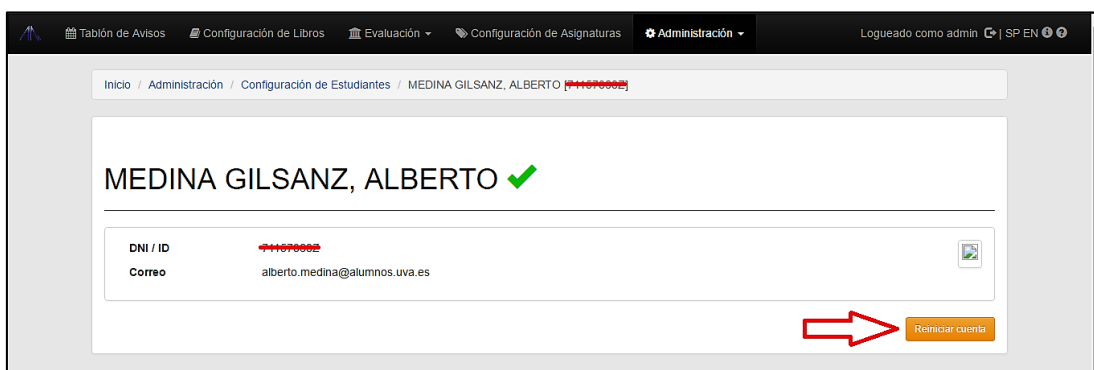 Tablón de Avisos Configuración de Libros Evaluación Configuración de Asignaturas Administración Logueado como admin | SP EN
Inicio / Administración / Configuración de Estudiantes / MEDINA GILSANZ, ALBERTO
MEDINA GILSANZ, ALBERTO
DNI / ID
Correo alberto.medina@alumnos.uva.es
Reiniciar cuenta